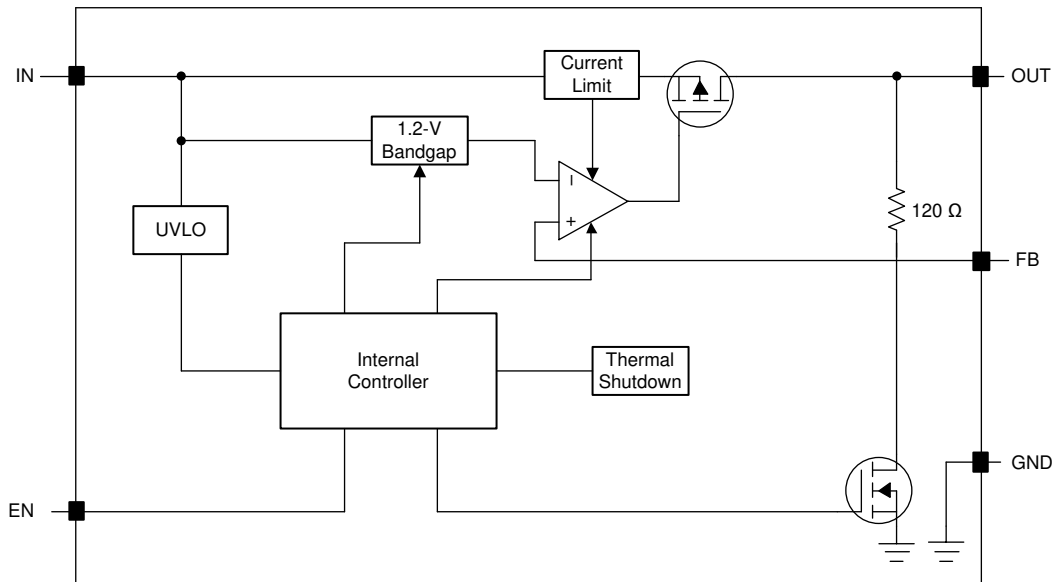 IN
Current
Limit
OUT
1.2-V
Bandgap
–
+
120 Ω
UVLO
FB
Internal
Controller
Thermal
Shutdown
GND
EN